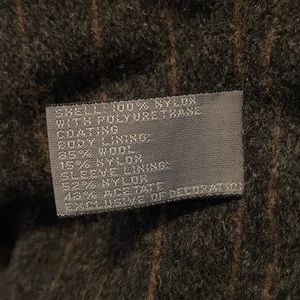 SHELL: 100% NYLON
WITH POLYURETHANE
COATING
BODY LINING:
85% WOOL
15% NYLON
SLEEVE LINING:
52% NYLON
48% ACETATE
EXCLUSIVE OF DECORATION